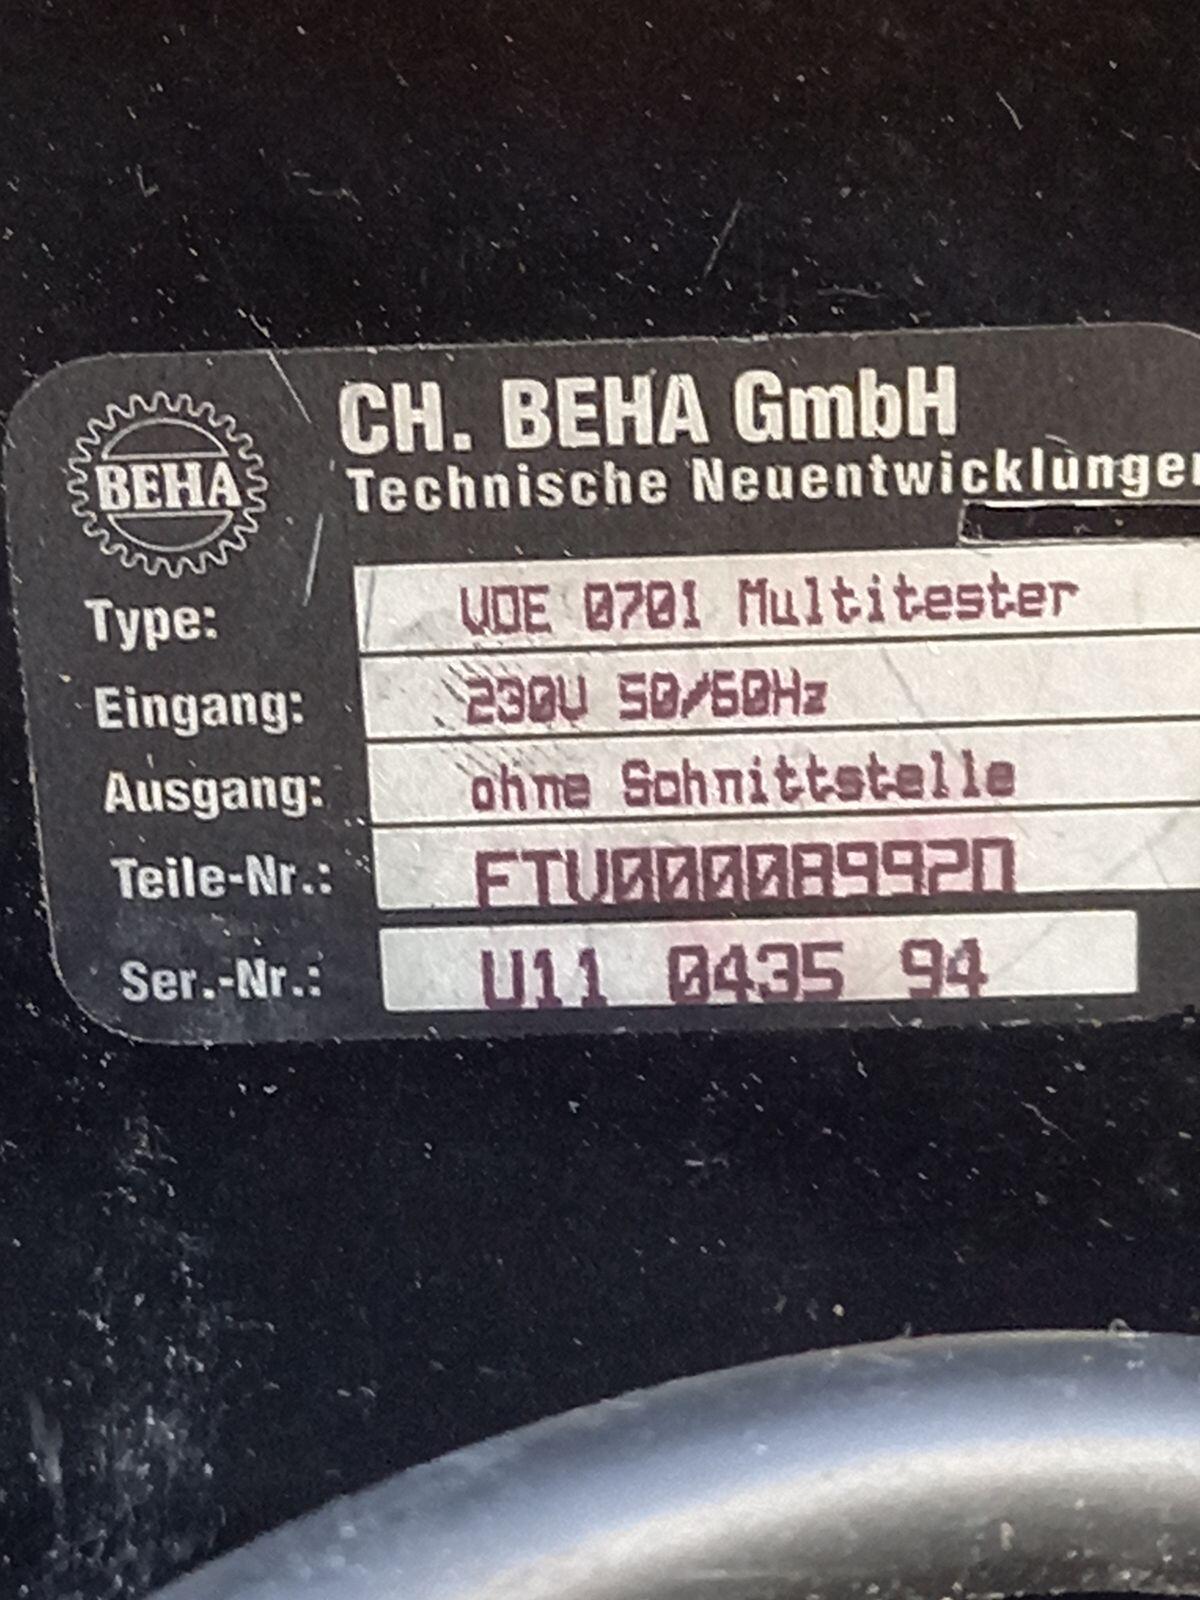 BEHA
CH. BEHA GmbH
Technische Neuentwicklungen
Type: VDE 0701 Multitester
Eingang: 230V 50/60Hz
Ausgang: ohne Schnittstelle
Teile-Nr.:
Ser.-Nr.: U11 0435 94